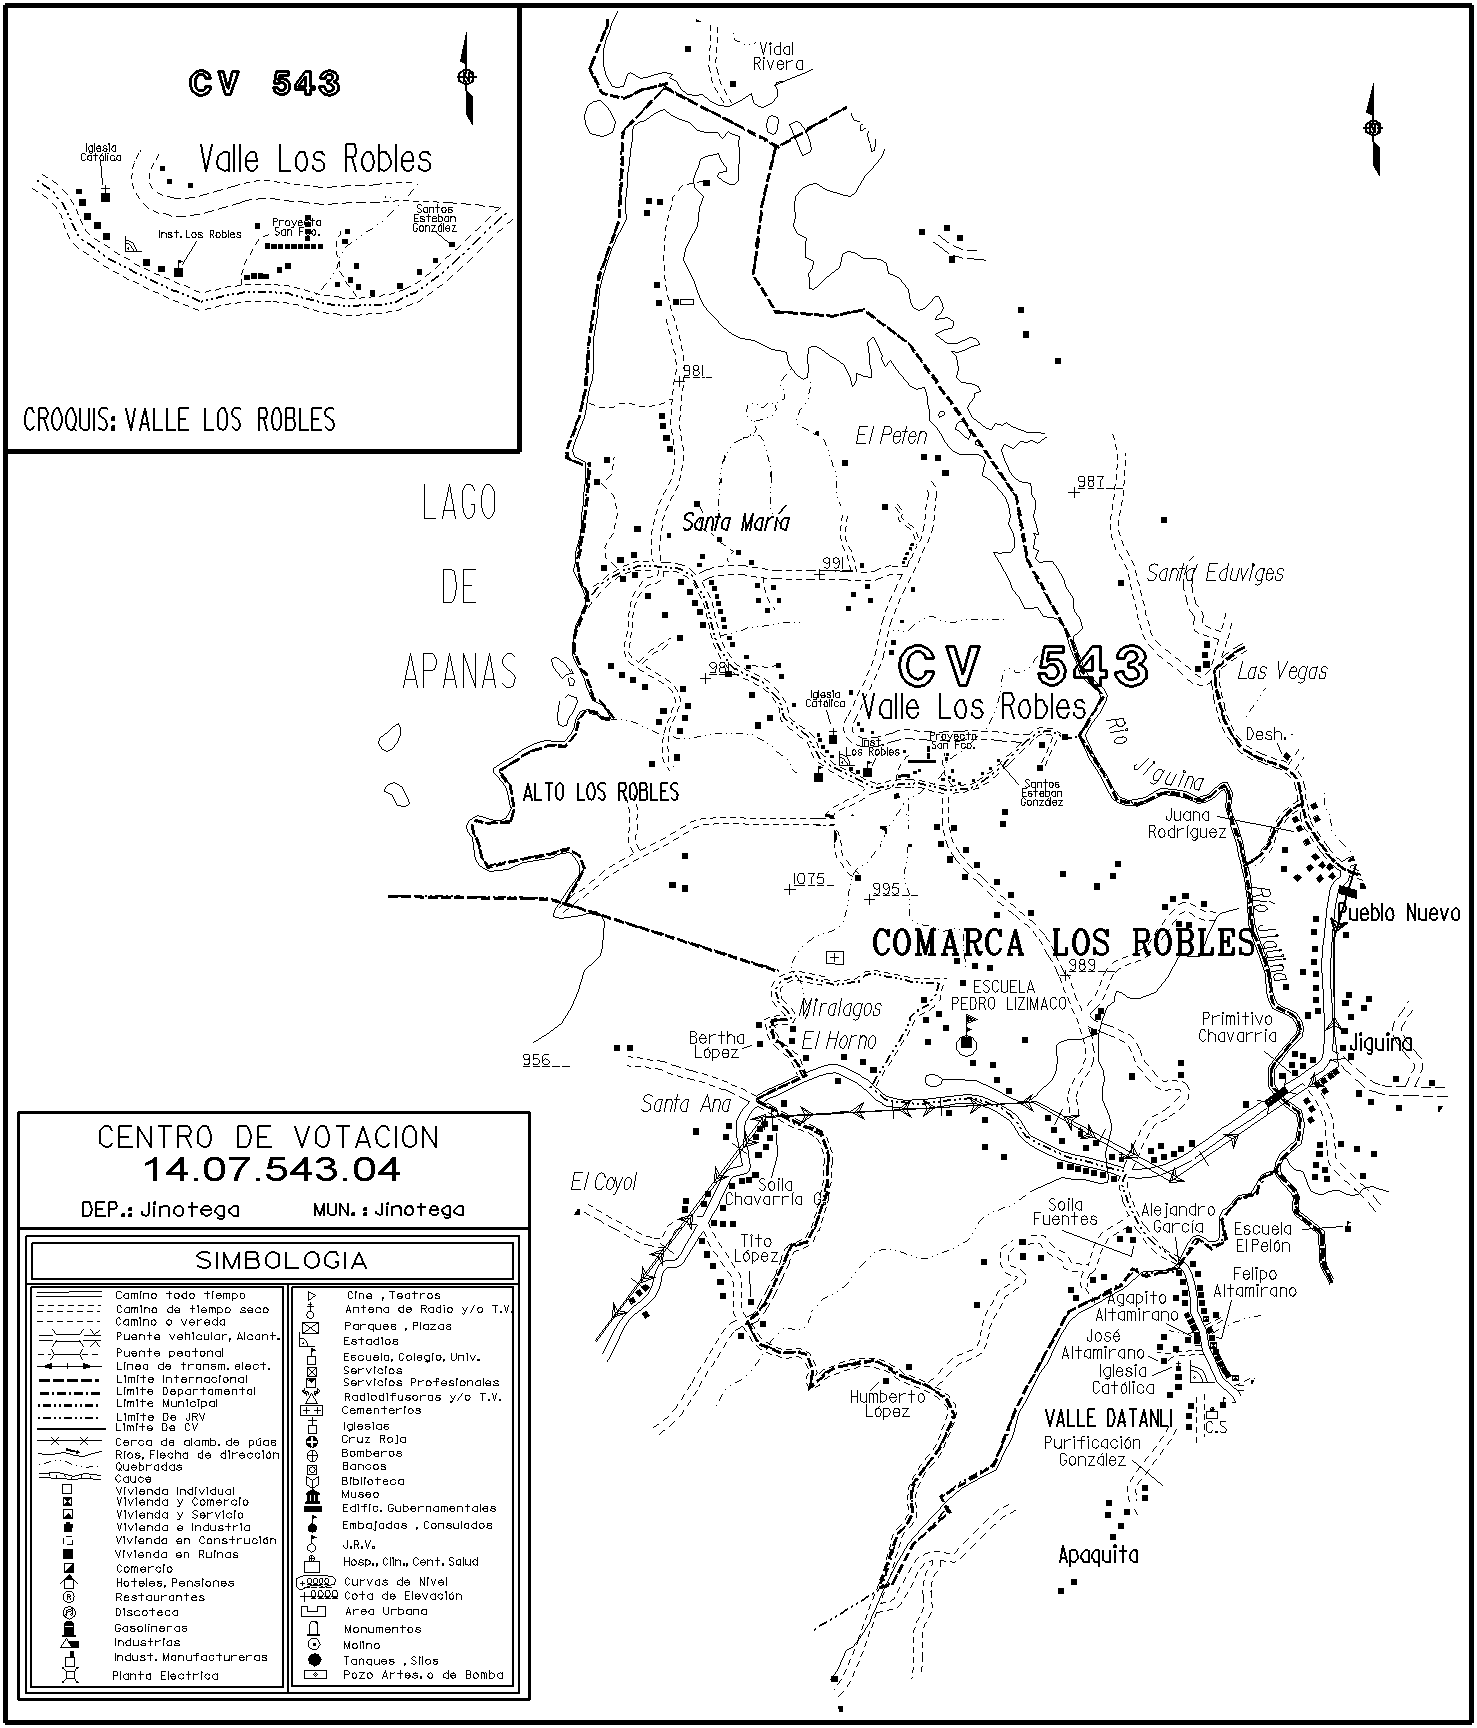 CV 543
Iglesia
Católica
Valle Los Robles
Inst. Los Robles
Proyecto
San Fco.
Santos
Esteban
González
CROQUIS: VALLE LOS ROBLES
Vidal
Rivera
981
El Peten
987
LAGO
DE
APANAS
Santa María
991
Santa Eduviges
CV 543
Valle Los Robles
981
Las Vegas
Iglesia
Católica
Inst.
Los Robles
Proyecto
San Fco.
Río Jiguina
Desh.
ALTO LOS ROBLES
Santos
Esteban
González
Juana
Rodríguez
1075
995
Río Jiguina
Pueblo Nuevo
COMARCA LOS ROBLES
989
ESCUELA
PEDRO LIZIMACO
Miralagos
El Horno
Bertha
López
Primitivo
Chavarria
Jiguina
956
Santa Ana
El Coyol
Soila
Chavarría G
Soila
Fuentes
Alejandro
García
Escuela
El Pelón
Tito
López
Felipo
Altamirano
Agapito
Altamirano
José
Altamirano
Iglesia
Católica
Humberto
López
VALLE DATANLI
C.S
Purificación
González
Apaquita
CENTRO DE VOTACION
14.07.543.04
DEP.: Jinotega MUN.: Jinotega
SIMBOLOGIA
Camino todo tiempo
Camino de tiempo seco
Camino o vereda
Puente vehicular, Alcant.
Puente peatonal
Linea de transm. elect.
Limite Internacional
Limite Departamental
Limite Municipal
Limite De JRV
Limite De CV
Cerca de alamb. de púas
Ríos, Flecha de dirección
Quebradas
Cauce
Vivienda Individual
Vivienda y Comercio
Vivienda y Servicio
Vivienda e Industria
Vivienda en Construción
Vivienda en Ruinas
Comercio
Hoteles, Pensiones
Restaurantes
Discoteca
Gasolineras
Industrias
Indust. Manufactureras
Planta Electrica
Cine , Teatros
Antena de Radio y/o T.V.
Parques , Plazas
Estadios
Escuela, Colegio, Univ.
Servicios
Servicios Profesionales
Radiodifusoras y/o T.V.
Cementerios
Iglesias
Cruz Roja
Bomberos
Bancos
Biblioteca
Museo
Edific. Gubernamentales
Embajadas , Consulados
J.R.V.
Hosp., Clin., Cent. Salud
Curvas de Nivel
Cota de Elevación
Area Urbana
Monumentos
Molino
Tanques , Silos
Pozo Artes. o de Bomba